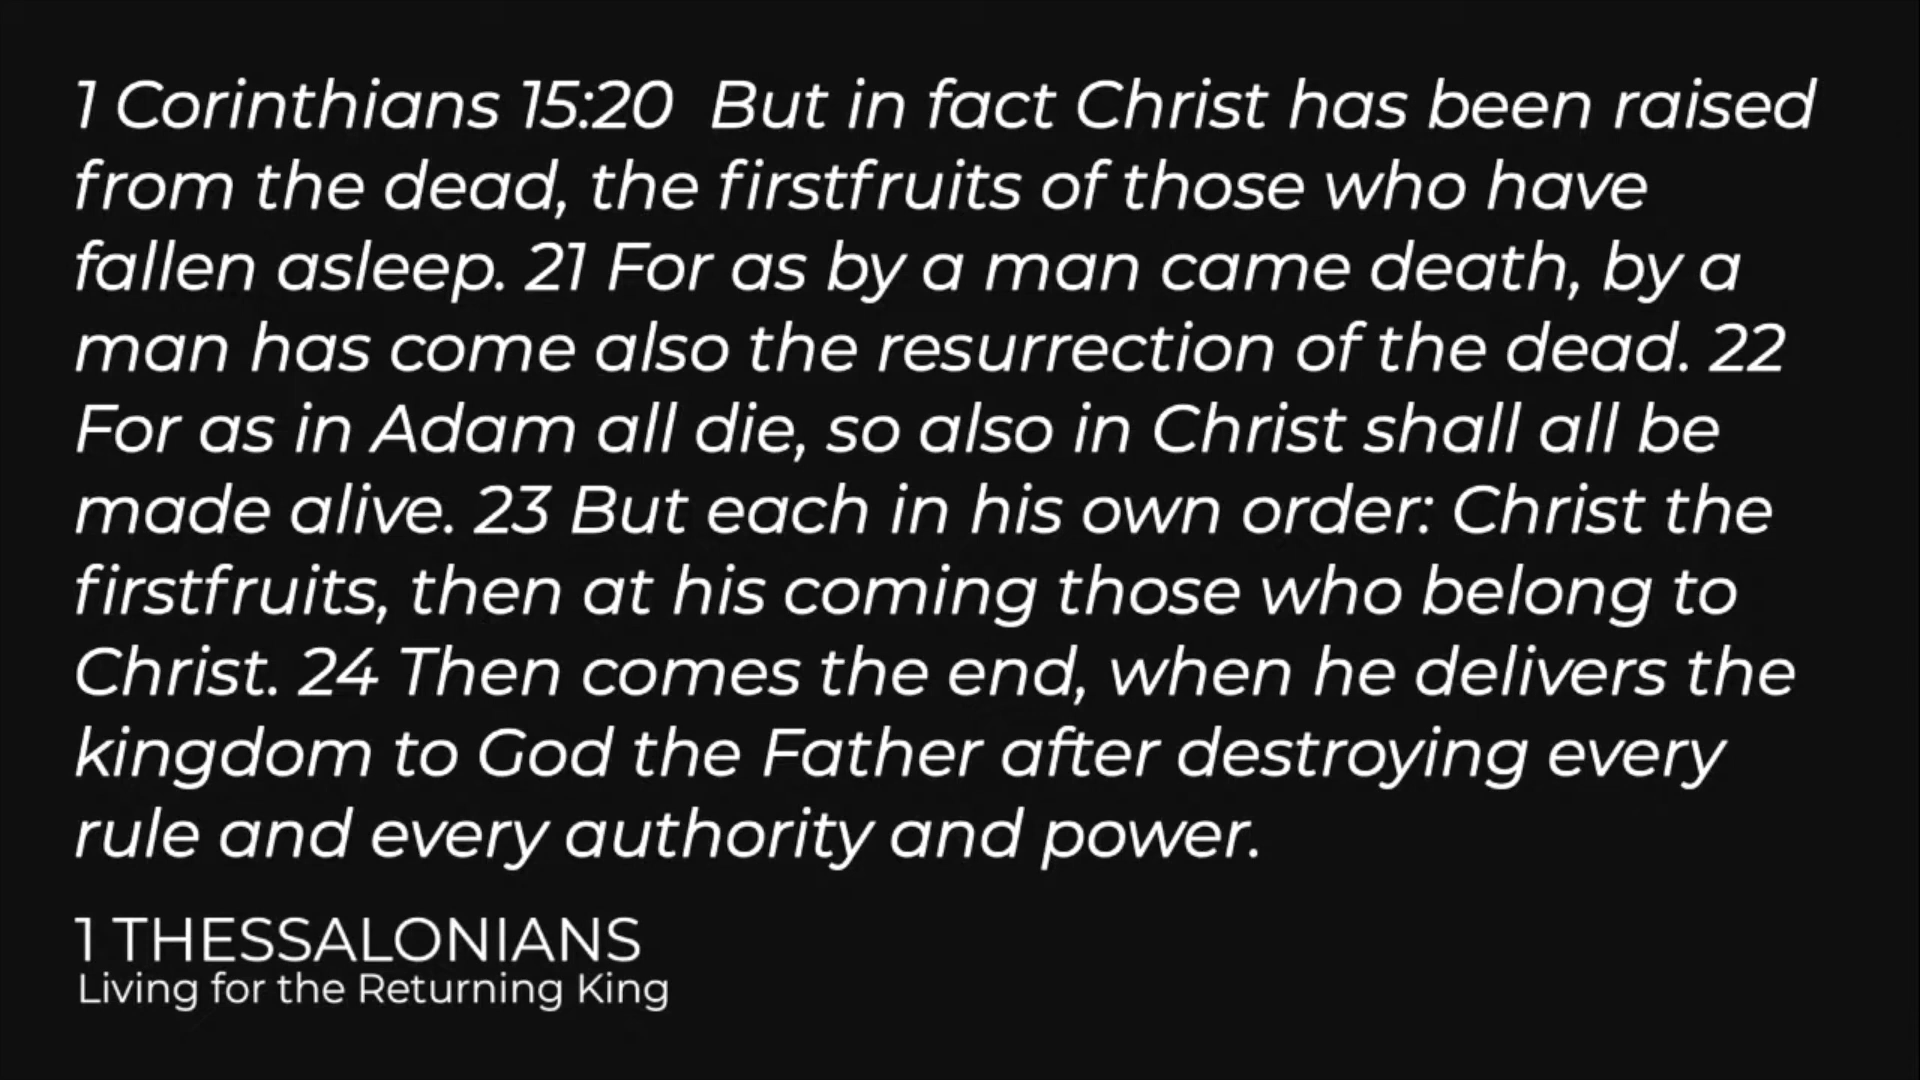 1 Corinthians 15:20  But in fact Christ has been raised
from the dead, the firstfruits of those who have
fallen asleep. 21 For as by a man came death, by a
man has come also the resurrection of the dead. 22
For as in Adam all die, so also in Christ shall all be
made alive. 23 But each in his own order: Christ the
firstfruits, then at his coming those who belong to
Christ. 24 Then comes the end, when he delivers the
kingdom to God the Father after destroying every
rule and every authority and power.
1 THESSALONIANS
Living for the Returning King